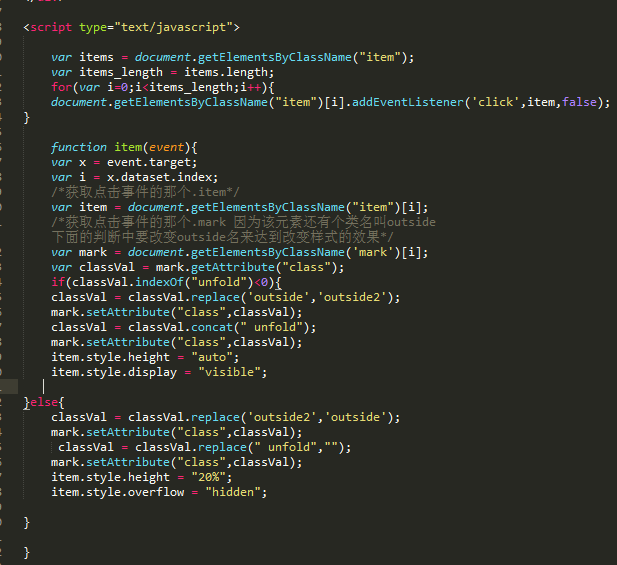 <script type="text/javascript">
var items = document.getElementsByClassName("item");
var items_length = items.length;
for(var i=0;i<items_length;i++){
document.getElementsByClassName("item")[i].addEventListener('click',item,false);
}
function item(event){
var x = event.target;
var i = x.dataset.index;
/*获取点击事件的那个.item*/
var item = document.getElementsByClassName("item")[i];
/*获取点击事件的那个.mark 因为该元素还有个类名叫outside
下面的判断中要改变outside名来达到改变样式的效果*/
var mark = document.getElementsByClassName('mark')[i];
var classVal = mark.getAttribute("class");
if(classVal.indexOf("unfold")<0){
classVal = classVal.replace('outside','outside2');
mark.setAttribute("class",classVal);
classVal = classVal.concat(" unfold");
mark.setAttribute("class",classVal);
item.style.height = "auto";
item.style.display = "visible";
}else{
classVal = classVal.replace('outside2','outside');
mark.setAttribute("class",classVal);
classVal = classVal.replace(" unfold","");
mark.setAttribute("class",classVal);
item.style.height = "20%";
item.style.overflow = "hidden";
}
}